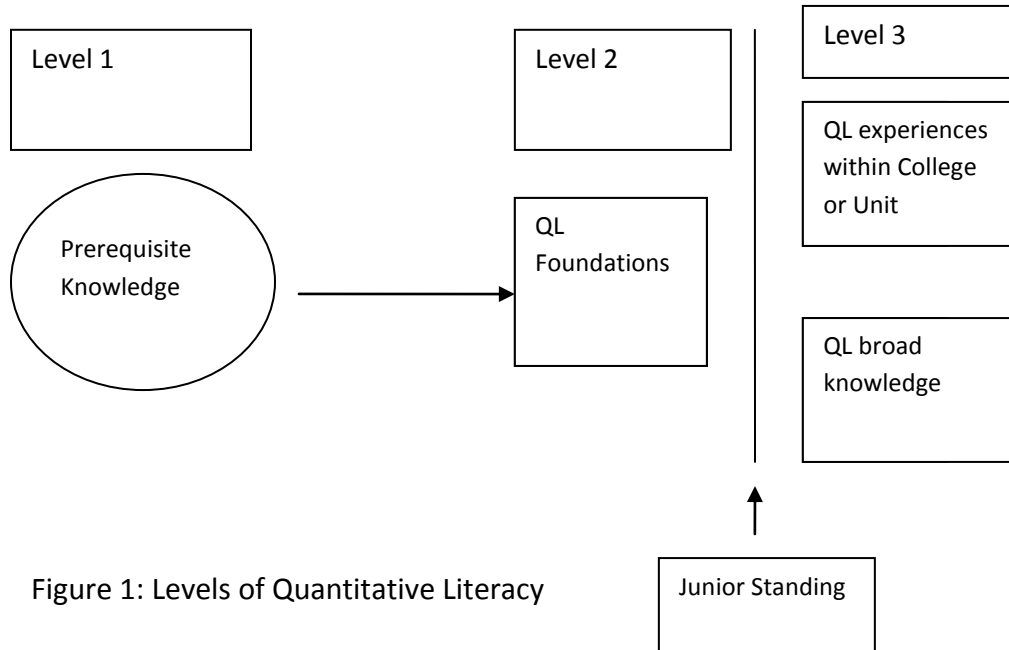 Level 1
Level 2
Level 3
QL experiences
within College
or Unit
Prerequisite
Knowledge
QL
Foundations
QL broad
knowledge
Figure 1: Levels of Quantitative Literacy
Junior Standing